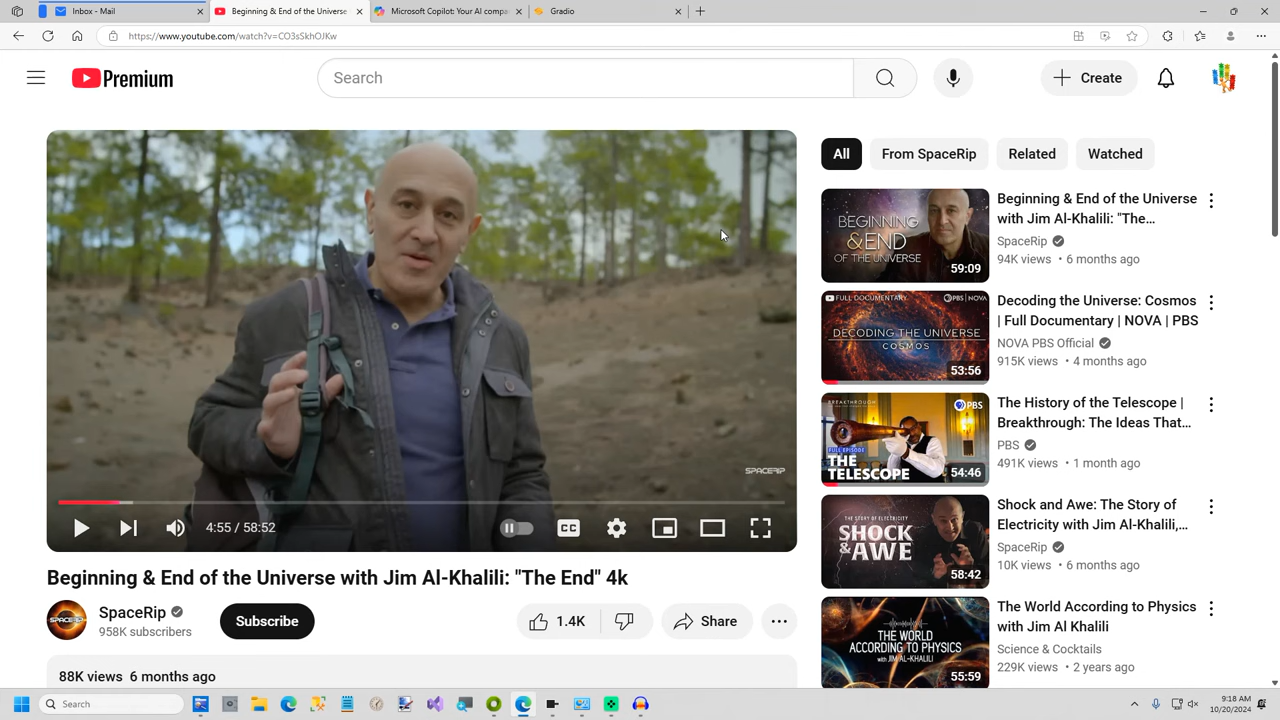 Inbox - Mail
Beginning & End of the Universe
Microsoft Copilot: Your AI compa
Gradio
https://www.youtube.com/watch?v=CO3sSkhOJKw
Premium
Search
Create
All
From SpaceRip
Related
Watched
BEGINNING
&END
OF THE UNIVERSE
59:09
Beginning & End of the Universe
with Jim Al-Khalili: "The...
SpaceRip
94K views • 6 months ago
FULL DOCUMENTARY
PBS | NOVA
DECODING THE UNIVERSE
COSMOS
53:56
Decoding the Universe: Cosmos
| Full Documentary | NOVA | PBS
NOVA PBS Official
915K views • 4 months ago
BREAKTHROUGH
PBS
FULL EPISODE
THE
TELESCOPE
54:46
The History of the Telescope |
Breakthrough: The Ideas That...
PBS
491K views • 1 month ago
THE STORY OF ELECTRICITY
SHOCK
& AWE
58:42
Shock and Awe: The Story of
Electricity with Jim Al-Khalili,...
SpaceRip
10K views • 6 months ago
THE WORLD
ACCORDING TO PHYSICS
with JIM AL-KHALILI
55:59
The World According to Physics
with Jim Al Khalili
Science & Cocktails
229K views • 2 years ago
SPACERIP
4:55 / 58:52
CC
Beginning & End of the Universe with Jim Al-Khalili: "The End" 4k
SPACERIP
SpaceRip
958K subscribers
Subscribe
1.4K
Share
88K views 6 months ago
Search
9:18 AM
10/20/2024